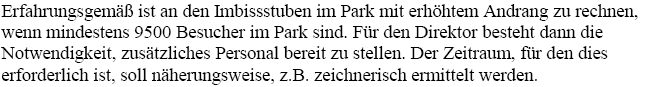 Erfahrungsgemäß ist an den Imbissstuben im Park mit erhöhtem Andrang zu rechnen,
wenn mindestens 9500 Besucher im Park sind. Für den Direktor besteht dann die
Notwendigkeit, zusätzliches Personal bereit zu stellen. Der Zeitraum, für den dies
erforderlich ist, soll näherungsweise, z.B. zeichnerisch ermittelt werden.